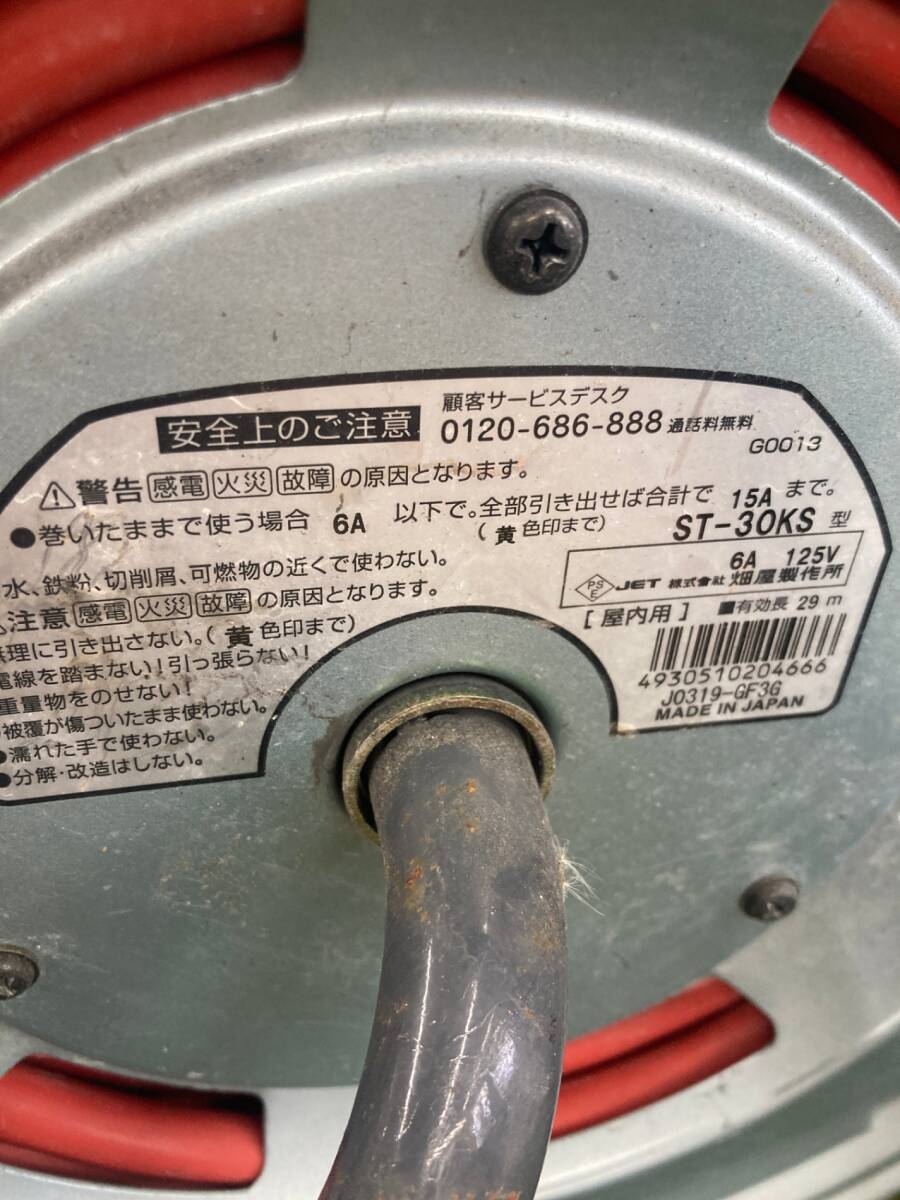 安全上のご注意
顧客サービスデスク
0120-686-888 通話料無料
G0013
⚠警告 感電 火災 故障 の原因となります。
●巻いたままで使う場合 6A 以下で。全部引き出せば合計で 15A まで。
(黄色印まで)
ST-30KS 型
水、鉄粉、切削屑、可燃物の近くで使わない。
6A 125V
PSE JET 株式会社 畑屋製作所
注意 感電 火災 故障 の原因となります。
[屋内用] ■有効長 29m
無理に引き出さない。(黄色印まで)
電線を踏まない!引っ張らない!
重量物をのせない!
被覆が傷ついたまま使わない。
●濡れた手で使わない。
●分解・改造はしない。
4930510204666
J0319-GF3G
MADE IN JAPAN